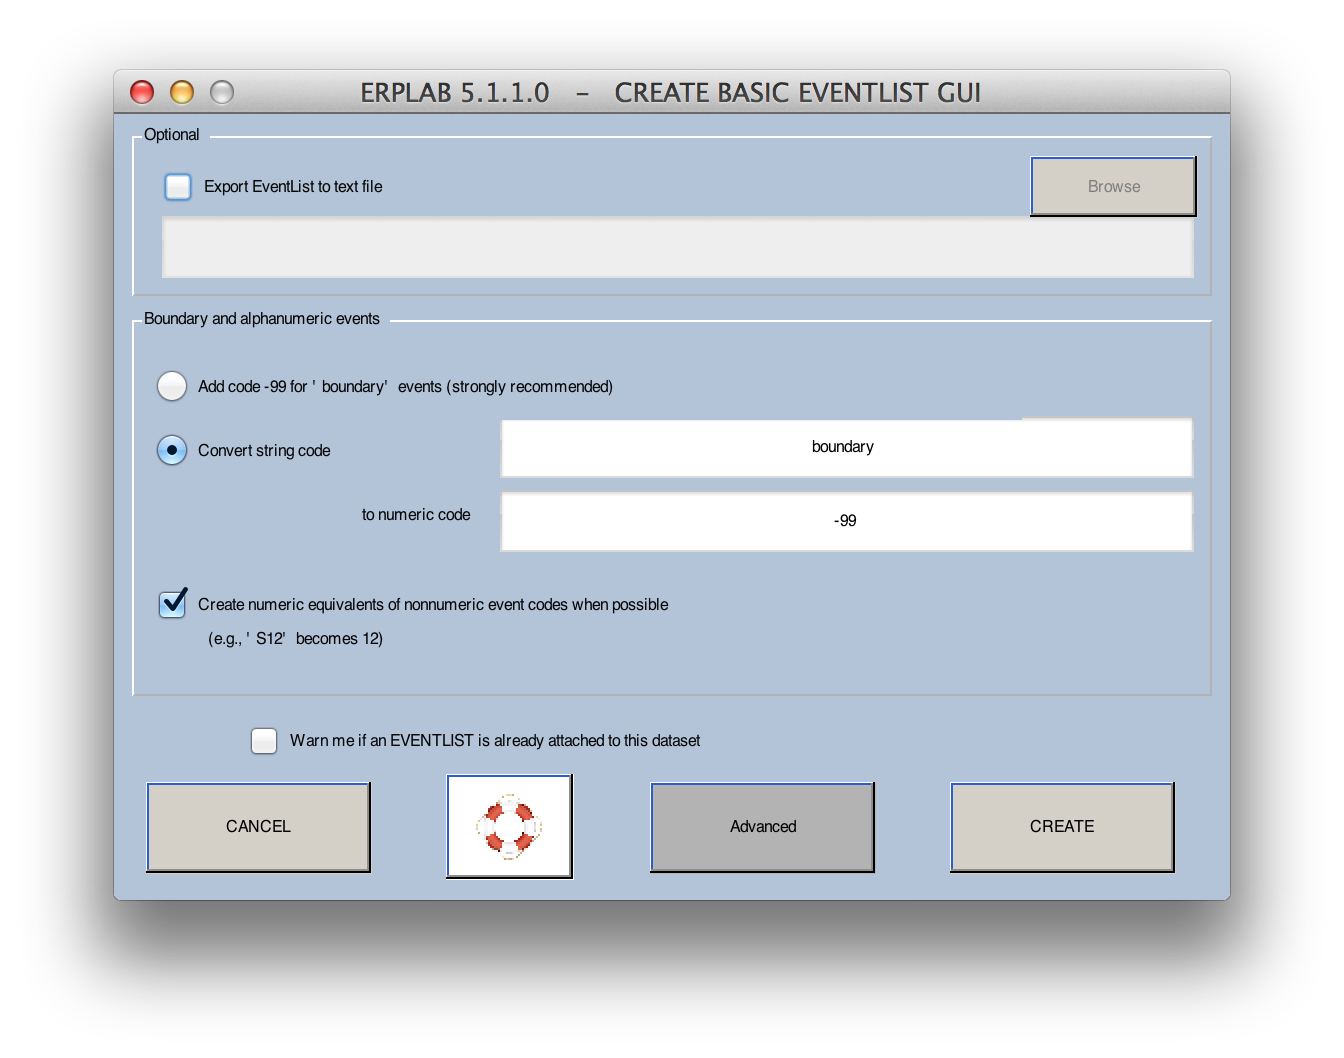 ERPLAB 5.1.1.0 - CREATE BASIC EVENTLIST GUI
Optional
Export EventList to text file
Browse
Boundary and alphanumeric events
Add code -99 for ' boundary' events (strongly recommended)
Convert string code
boundary
to numeric code
-99
Create numeric equivalents of nonnumeric event codes when possible
(e.g., ' S12' becomes 12)
Warn me if an EVENTLIST is already attached to this dataset
CANCEL
Advanced
CREATE